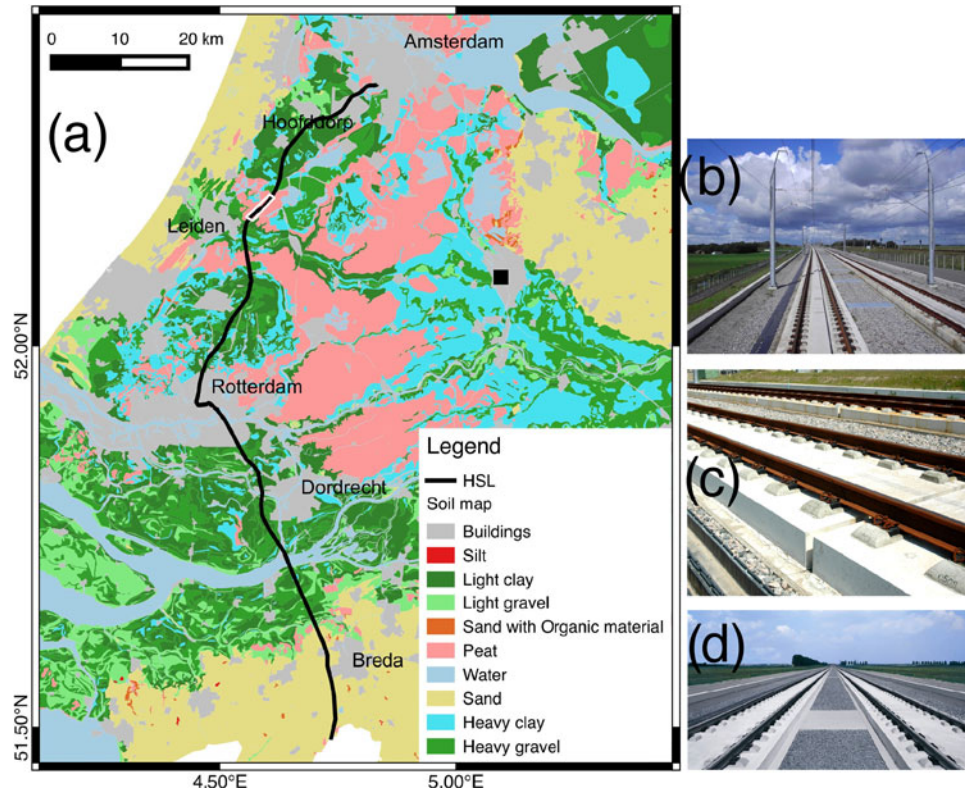 0 10 20 km
(a)
Amsterdam
Hoofddorp
Leiden
Rotterdam
Dordrecht
Breda
52.00°N
51.50°N
4.50°E
5.00°E
Legend
HSL
Soil map
Buildings
Silt
Light clay
Light gravel
Sand with Organic material
Peat
Water
Sand
Heavy clay
Heavy gravel
(b)
(c)
(d)